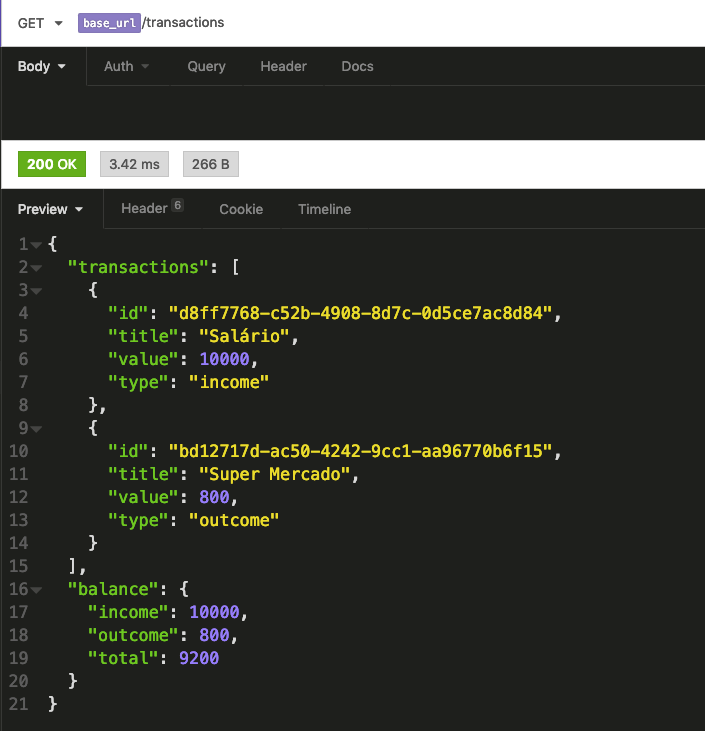 GET base_url/transactions
Body Auth Query Header Docs
200 OK 3.42 ms 266 B
Preview Header 6 Cookie Timeline
1 {
2 "transactions": [
3 {
4 "id": "d8ff7768-c52b-4908-8d7c-0d5ce7ac8d84",
5 "title": "Salário",
6 "value": 10000,
7 "type": "income"
8 },
9 {
10 "id": "bd12717d-ac50-4242-9cc1-aa96770b6f15",
11 "title": "Super Mercado",
12 "value": 800,
13 "type": "outcome"
14 }
15 ],
16 "balance": {
17 "income": 10000,
18 "outcome": 800,
19 "total": 9200
20 }
21 }